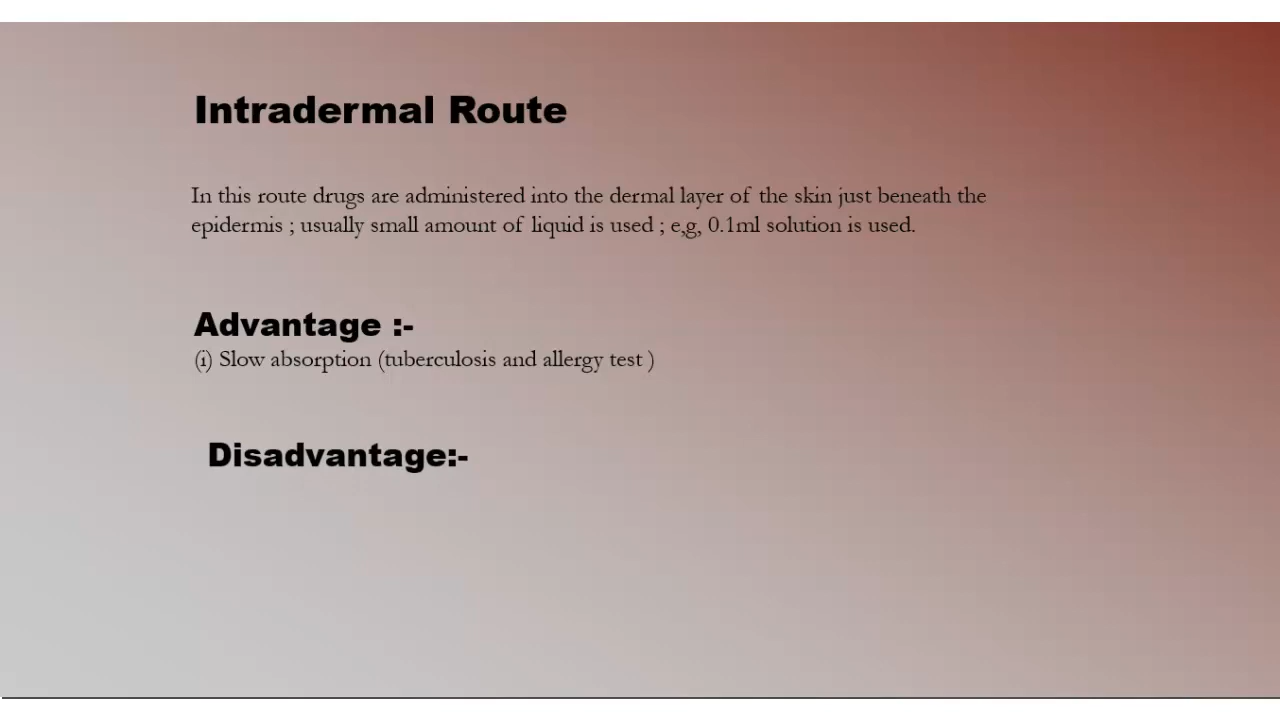 Intradermal Route
In this route drugs are administered into the dermal layer of the skin just beneath the
epidermis ; usually small amount of liquid is used ; e,g, 0.1ml solution is used.
Advantage :-
(i) Slow absorption (tuberculosis and allergy test )
Disadvantage:-